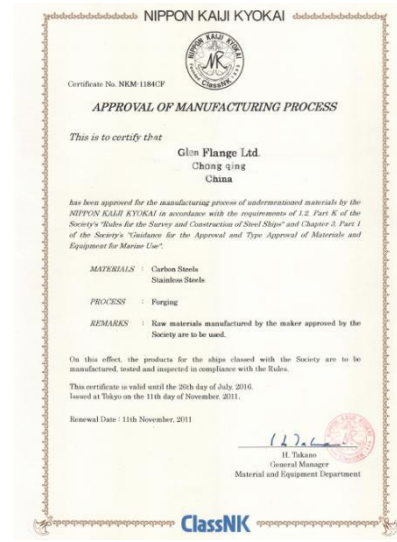 NIPPON KAIJI KYOKAI
NIPPON KAIJI KYOKAI
NK
ClassNK
Certificate No. NKM-1184CF
APPROVAL OF MANUFACTURING PROCESS
This is to certify that
Glen Flange Ltd.
Chong qing
China
has been approved for the manufacturing process of undermentioned materials by the
NIPPON KAIJI KYOKAI in accordance with the requirements of 1.2, Part K of the
Society's "Rules for the Survey and Construction of Steel Ships" and Chapter 3, Part 1
of the Society's "Guidance for the Approval and Type Approval of Materials and
Equipment for Marine Use".
MATERIALS : Carbon Steels
Stainless Steels
PROCESS : Forging
REMARKS : Raw materials manufactured by the maker approved by the
Society are to be used.
On this effect, the products for the ships classed with the Society are to be
manufactured, tested and inspected in compliance with the Rules.
This certificate is valid until the 26th day of July, 2016.
Issued at Tokyo on the 11th day of November, 2011.
Renewal Date : 11th November, 2011
H. Takano
General Manager
Material and Equipment Department
ClassNK